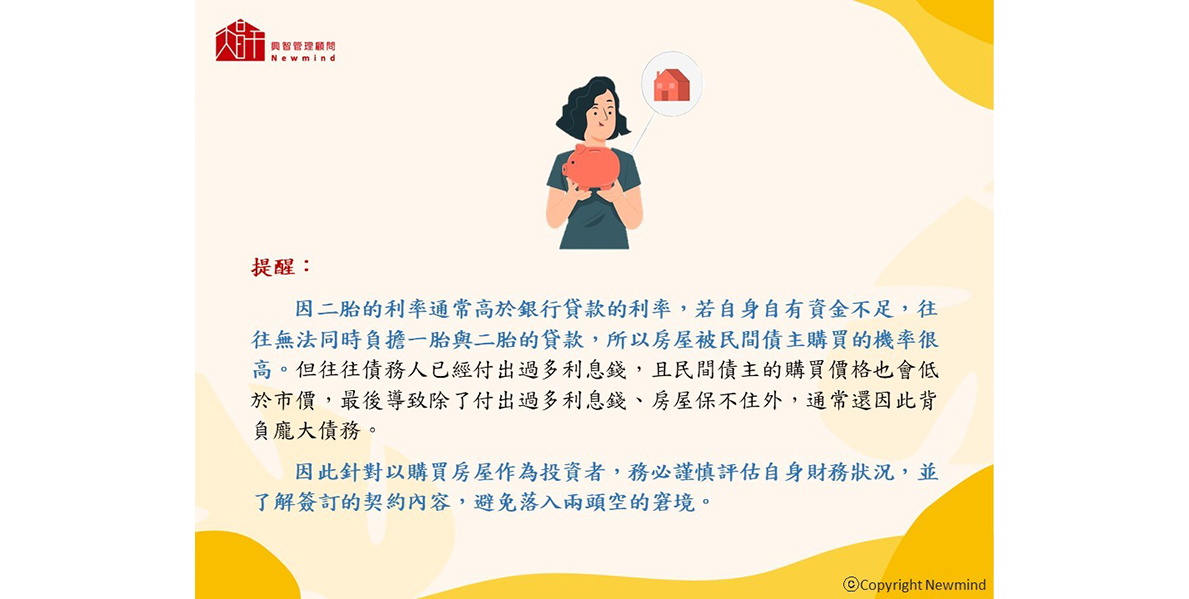 興智管理顧問
Newmind
提醒：
因二胎的利率通常高於銀行貸款的利率，若自身自有資金不足，往
往無法同時負擔一胎與二胎的貸款，所以房屋被民間債主購買的機率很
高。但往往債務人已經付出過多利息錢，且民間債主的購買價格也會低
於市價，最後導致除了付出過多利息錢、房屋保不住外，通常還因此背
負龐大債務。
因此針對以購買房屋作為投資者，務必謹慎評估自身財務狀況，並
了解簽訂的契約內容，避免落入兩頭空的窘境。
ⓒCopyright Newmind